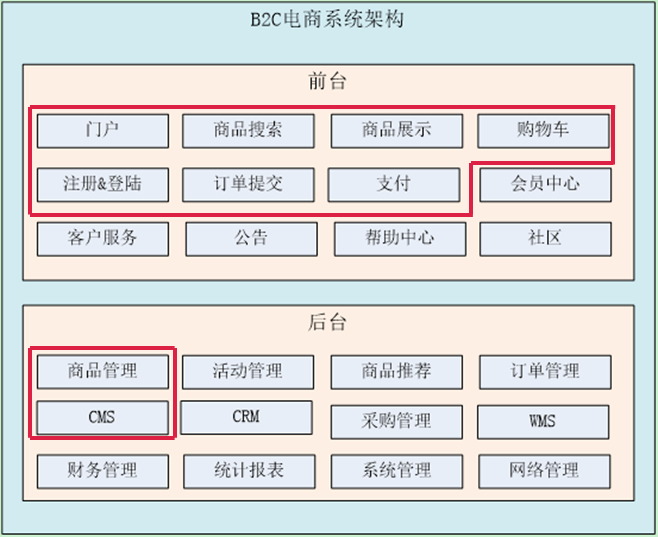 B2C电商系统架构
前台
门户 商品搜索 商品展示 购物车
注册&登陆 订单提交 支付 会员中心
客户服务 公告 帮助中心 社区
后台
商品管理 活动管理 商品推荐 订单管理
CMS CRM 采购管理 WMS
财务管理 统计报表 系统管理 网络管理